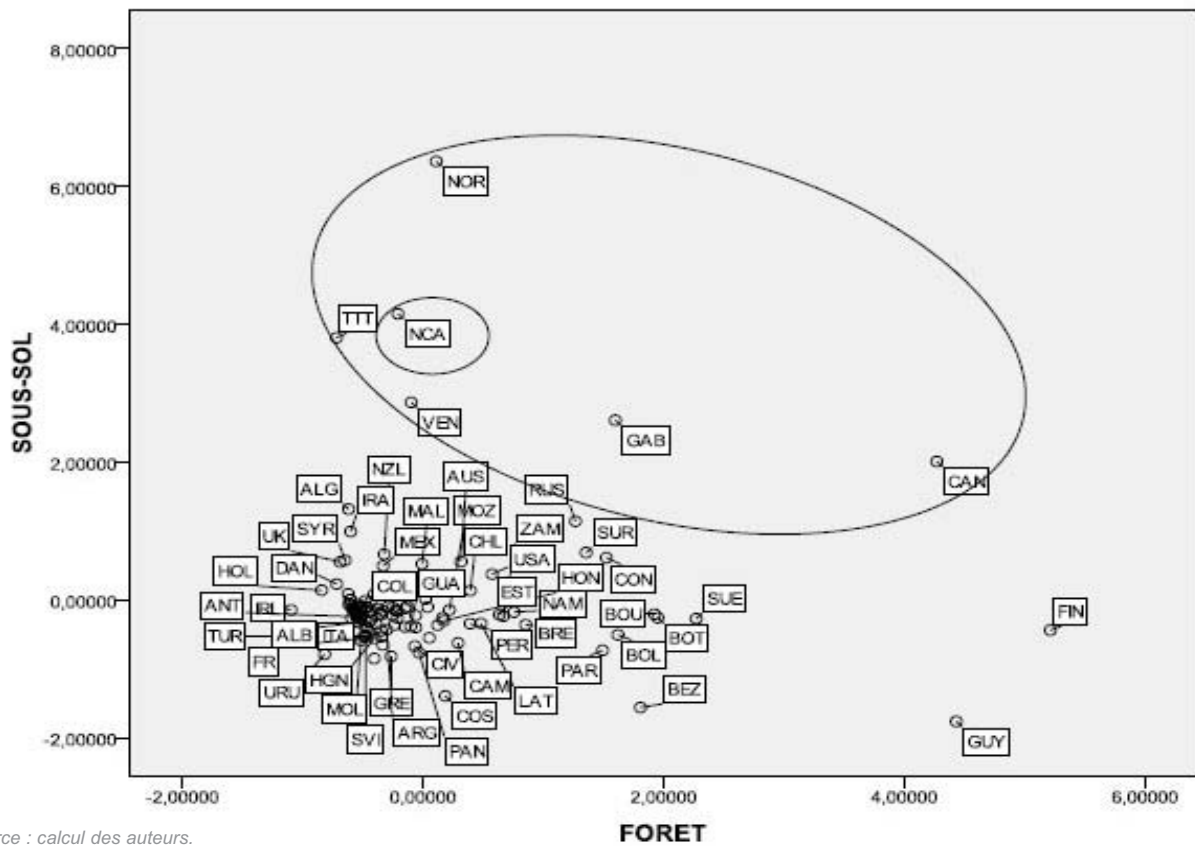 8,00000
6,00000
4,00000
2,00000
0,00000
-2,00000
SOUS-SOL
NOR
TTT
NCA
VEN
GAB
CAN
NZL
AUS
ALG
IRA
RUS
MAL
MOZ
UK
SYR
ZAM
SUR
MEX
CHL
USA
HOL
DAN
COL
GUA
HON
CON
EST
ANT
IRL
NAM
BOU
SUE
FIN
TUR
ALB
ITA
PER
BRE
BOT
FR
CIV
PAR
BOL
URU
HGN
CAM
LAT
BEZ
MOL
GRE
COS
SVI
ARG
PAN
GUY
-2,00000 0,00000 2,00000 4,00000 6,00000
FORET
rce : calcul des auteurs.